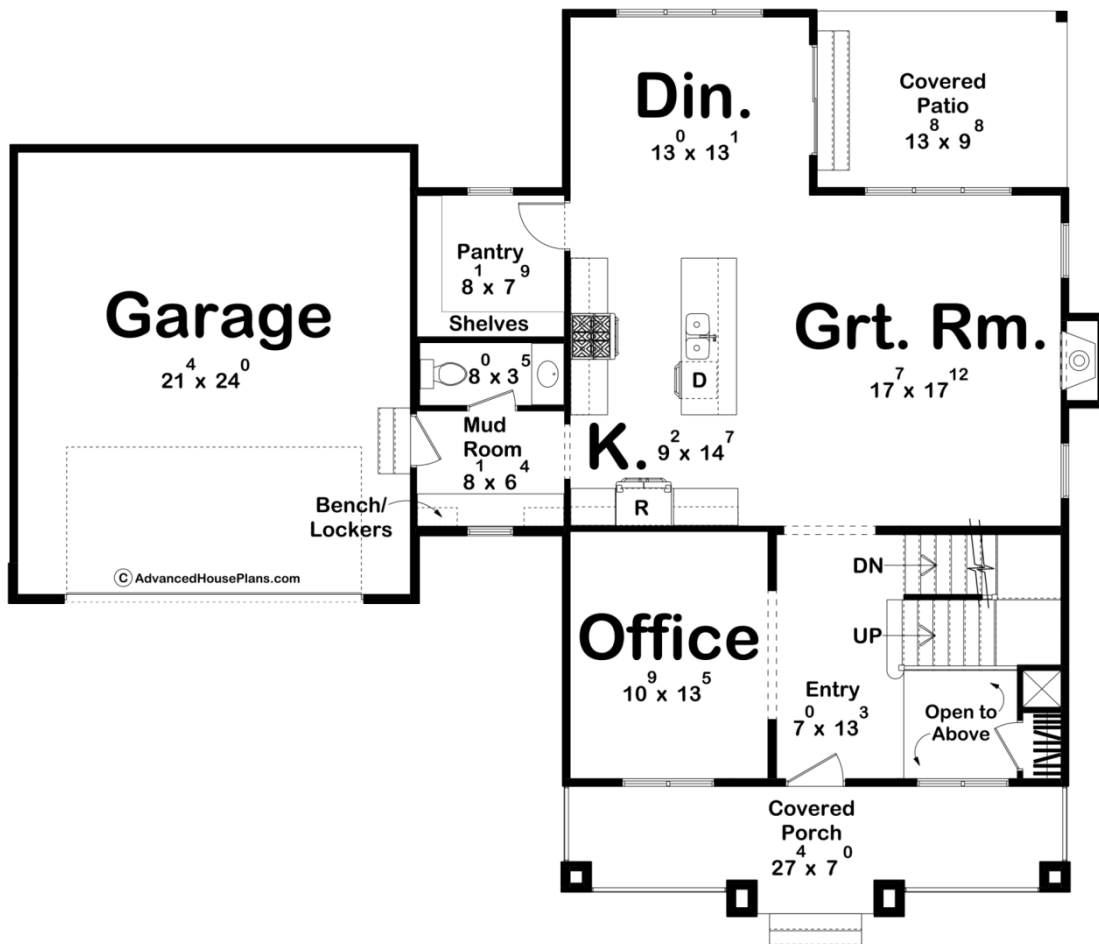 Din.
13⁰ x 13¹
Covered
Patio
13⁸ x 9⁸
Pantry
8¹ x 7⁹
Shelves
Garage
21⁴ x 24⁰
Grt. Rm.
17⁷ x 17¹²
8⁰ x 3⁵
D
Mud
Room
8¹ x 6⁴
K. 9² x 14⁷
R
Bench/
Lockers
© AdvancedHousePlans.com
DN
UP
Office
10⁹ x 13⁵
Entry
7⁰ x 13³
Open to
Above
Covered
Porch
27⁴ x 7⁰